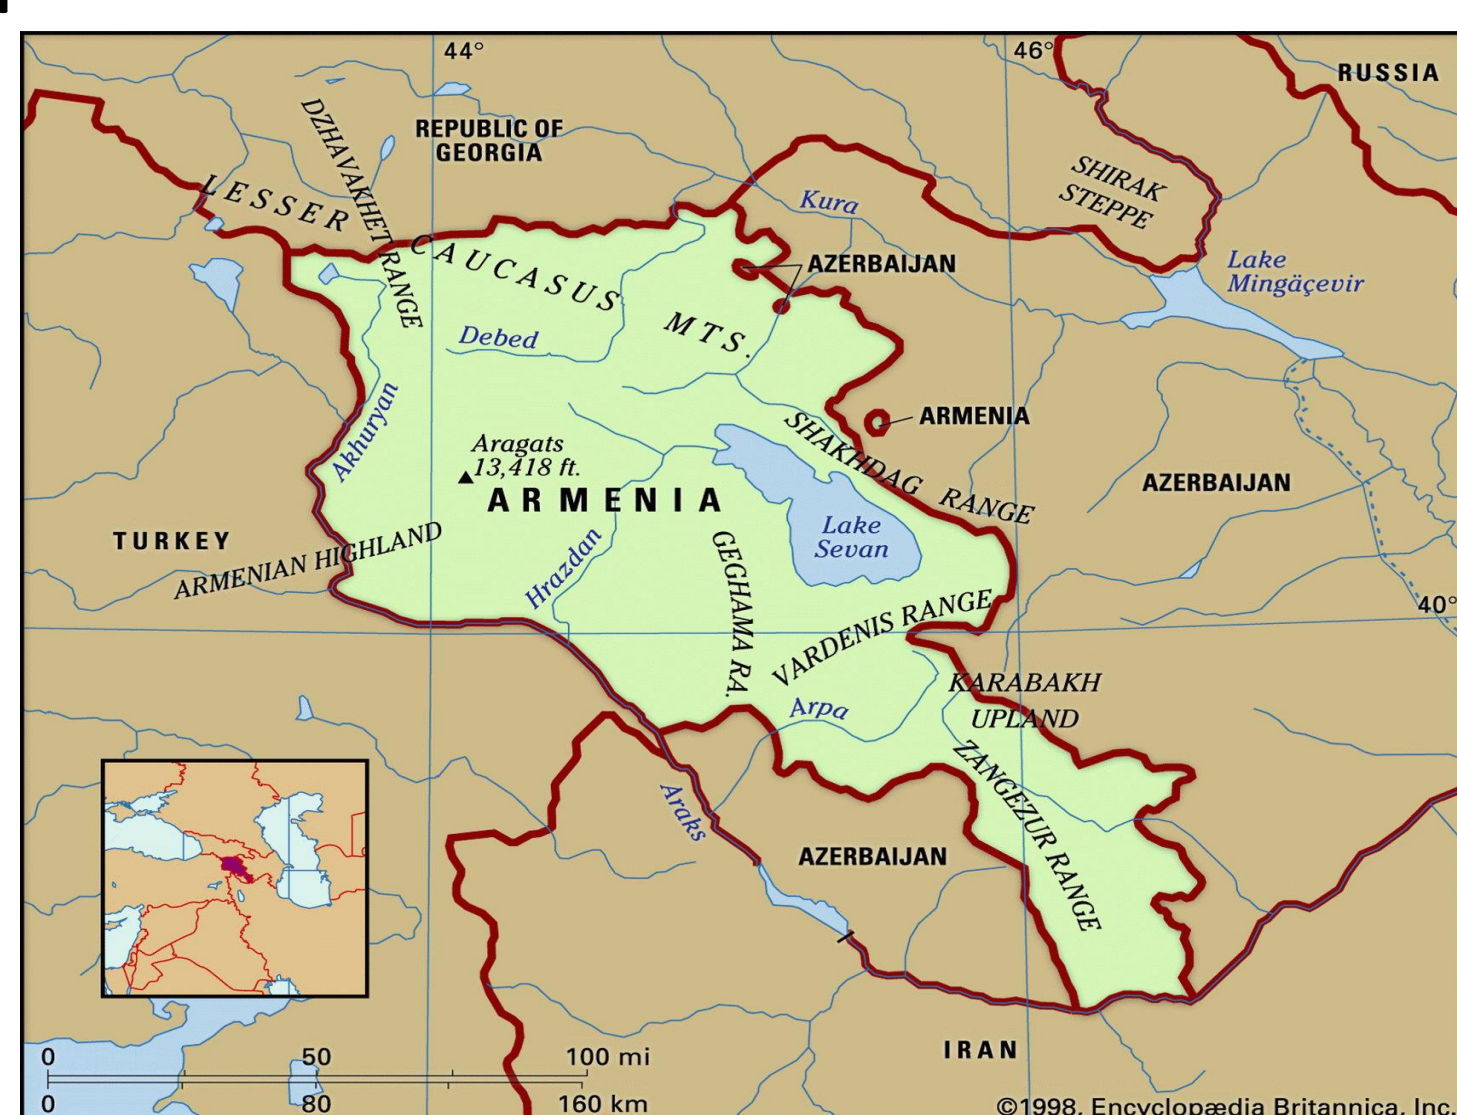 44°
46°
RUSSIA
DZHAVAKHET RANGE
REPUBLIC OF
GEORGIA
SHIRAK
STEPPE
LESSER CAUCASUS MTS.
Kura
AZERBAIJAN
Lake
Mingäçevir
Debed
Akhuryan
ARMENIA
SHAKHDAG RANGE
Aragats
13,418 ft.
ARMENIA
AZERBAIJAN
TURKEY
ARMENIAN HIGHLAND
Lake
Sevan
Hrazdan
GEGHAMA RA.
VARDENIS RANGE
40°
KARABAKH
UPLAND
Arpa
ZANGEZUR RANGE
Araks
AZERBAIJAN
IRAN
0 50 100 mi
0 80 160 km
©1998, Encyclopædia Britannica, Inc.